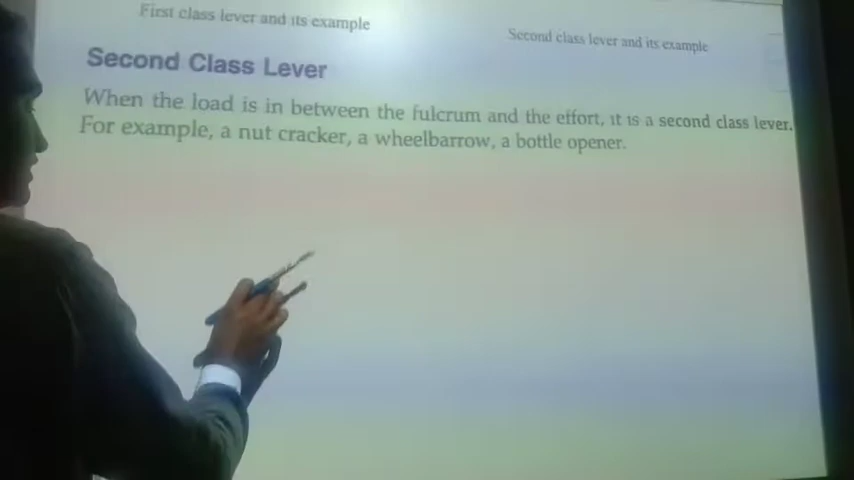 First class lever and its example
Second class lever and its example
Second Class Lever
When the load is in between the fulcrum and the effort, it is a second class lever.
For example, a nut cracker, a wheelbarrow, a bottle opener.